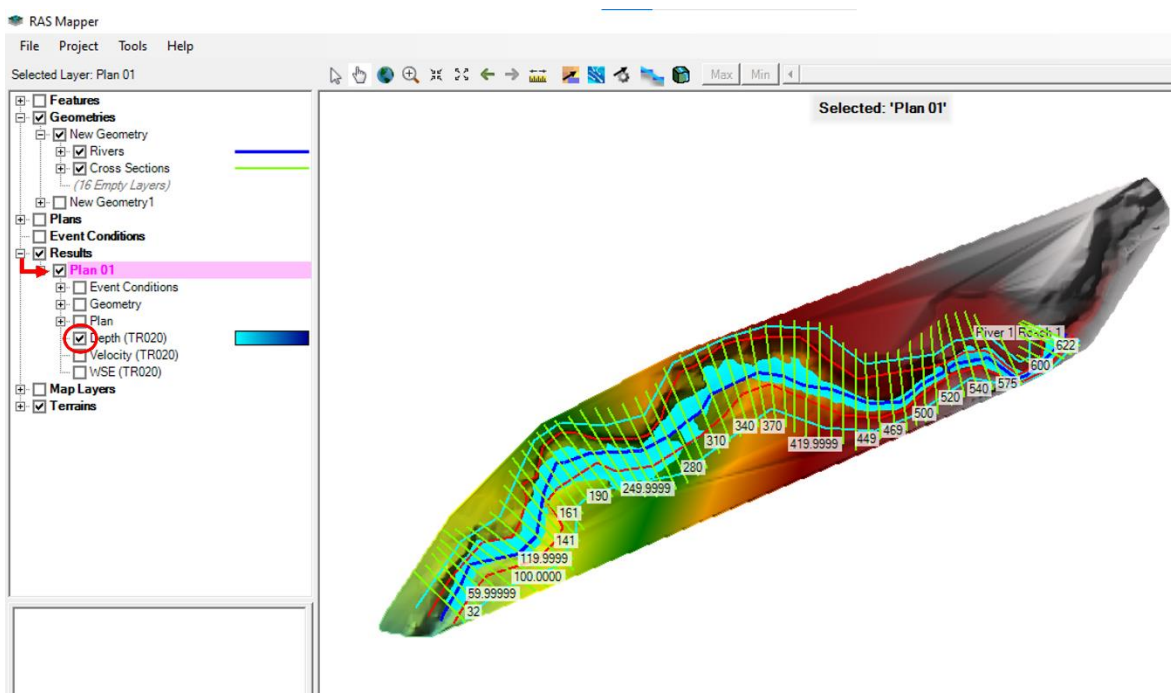 RAS Mapper
File Project Tools Help
Selected Layer: Plan 01
Max Min
Features
Geometries
New Geometry
Rivers
Cross Sections
(16 Empty Layers)
New Geometry1
Plans
Event Conditions
Results
Plan 01
Event Conditions
Geometry
Plan
Depth (TR020)
Velocity (TR020)
WSE (TR020)
Map Layers
Terrains
Selected: 'Plan 01'
River 1 Reach 1
622
600
575
540
520
500
469
449
419.9999
370
340
310
280
249.9999
190
161
141
119.9999
100.0000
59.99999
32